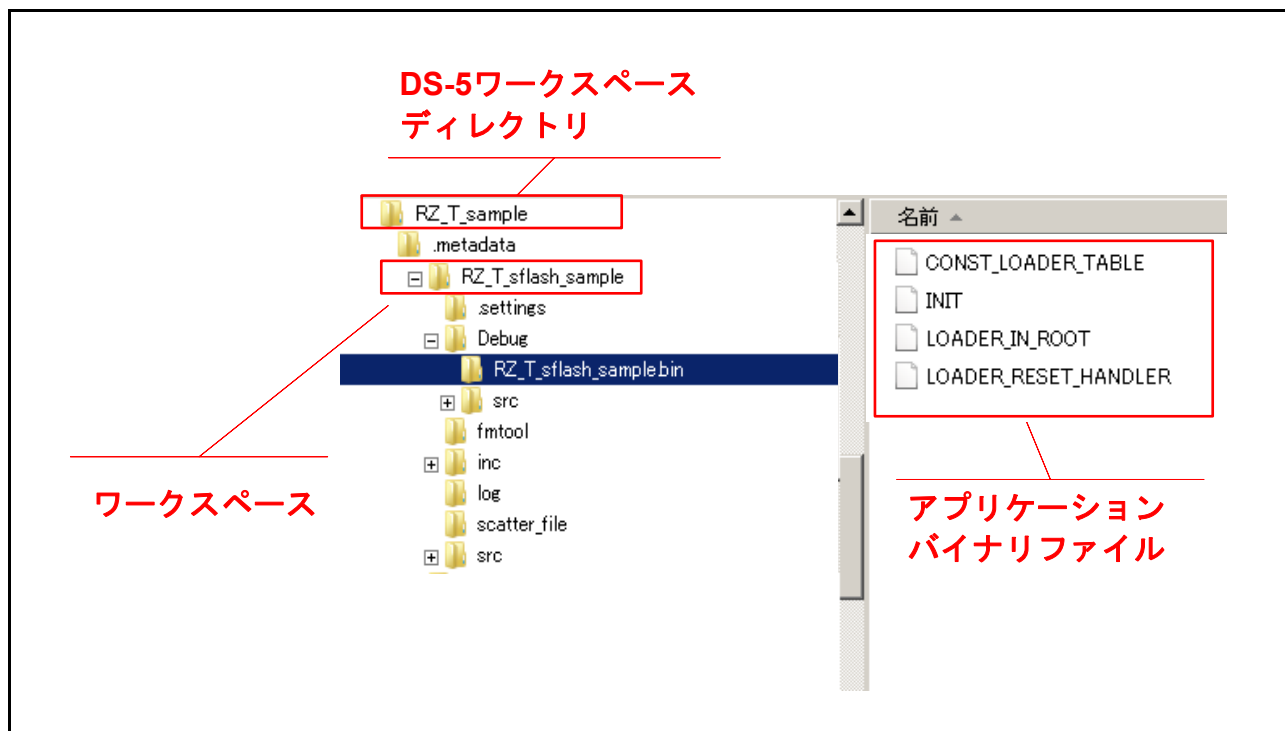 DS-5ワークスペース
ディレクトリ
RZ_T_sample
.metadata
RZ_T_sflash_sample
.settings
Debug
RZ_T_sflash_sample.bin
src
fmtool
inc
log
scatter_file
src
ワークスペース
名前
CONST_LOADER_TABLE
INIT
LOADER_IN_ROOT
LOADER_RESET_HANDLER
アプリケーション
バイナリファイル